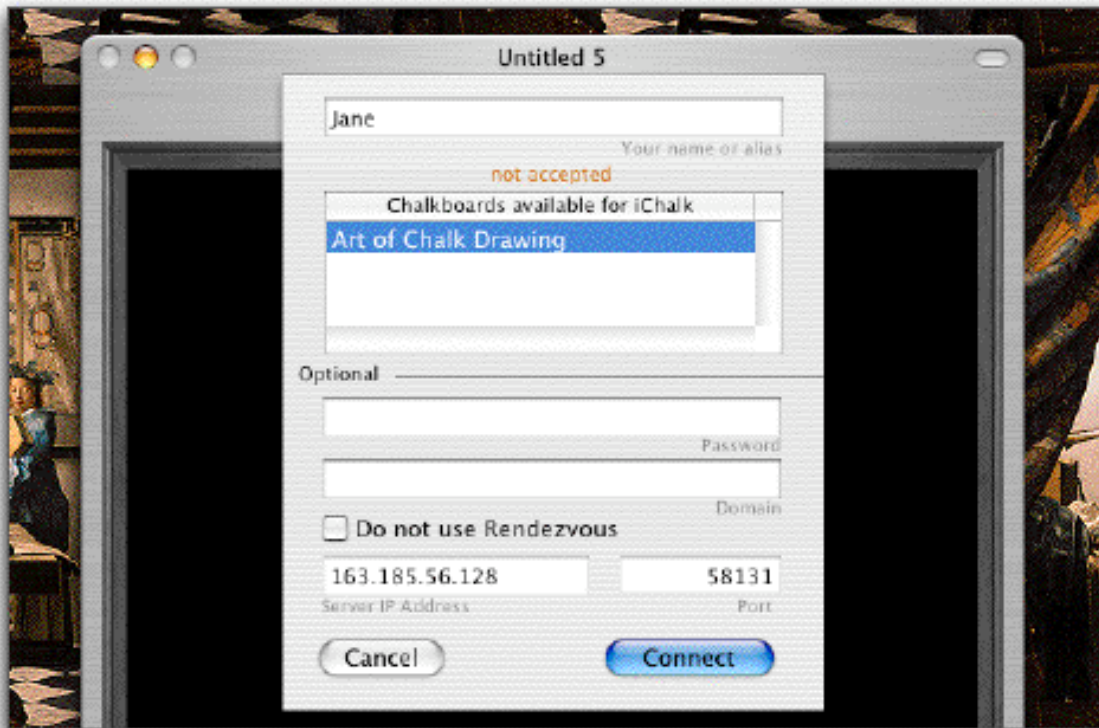 Untitled 5
Jane
Your name or alias
not accepted
Chalkboards available for iChalk
Art of Chalk Drawing
Optional
Password
Domain
Do not use Rendezvous
163.185.56.128 58131
Server IP Address Port
Cancel Connect